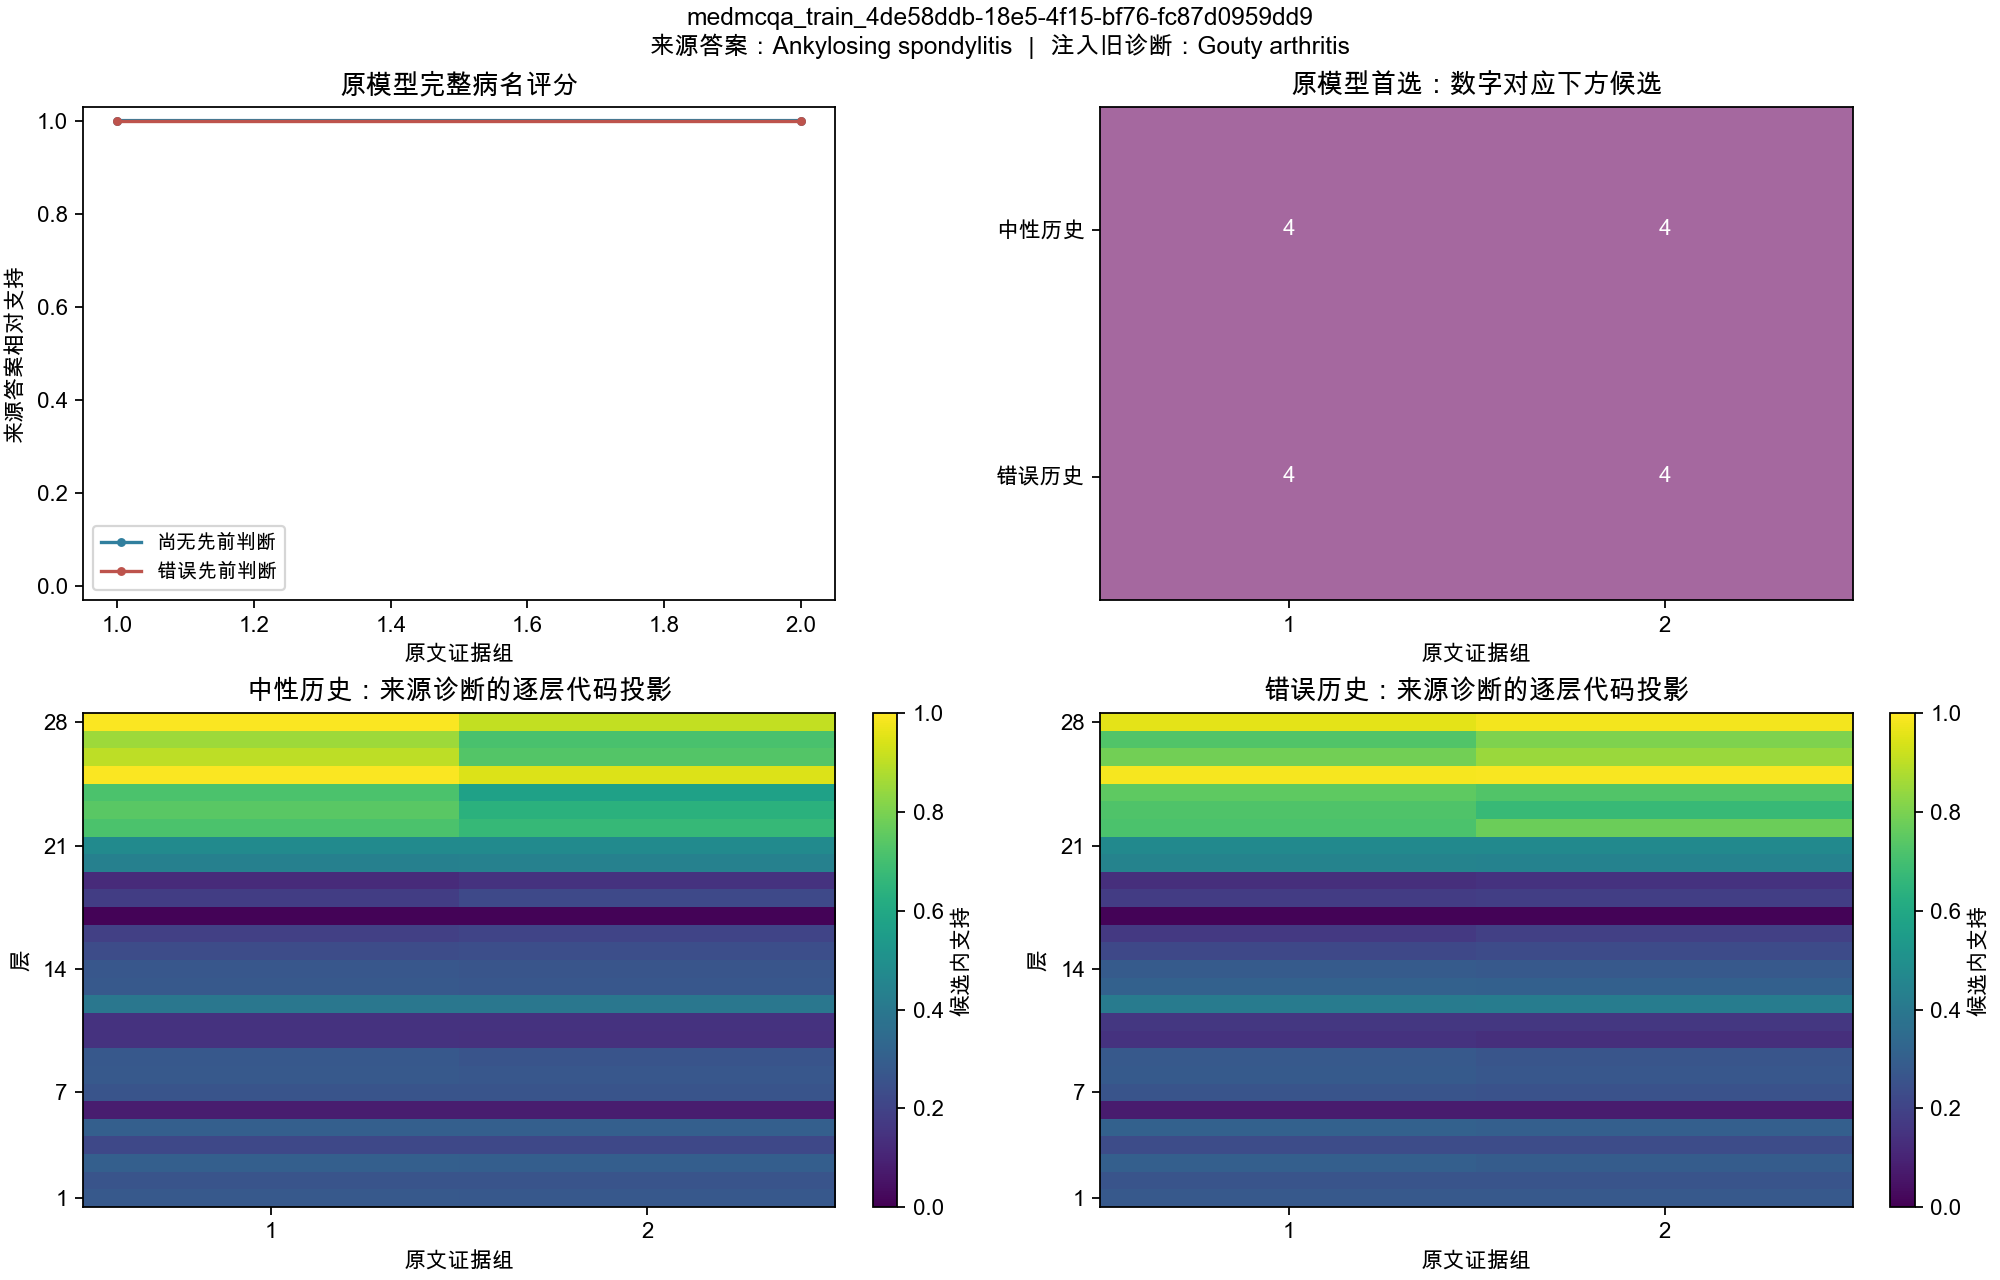 medmcqa_train_4de58ddb-18e5-4f15-bf76-fc87d0959dd9
来源答案：Ankylosing spondylitis | 注入旧诊断：Gouty arthritis
原模型完整病名评分
来源答案相对支持
1.0
0.8
0.6
0.4
0.2
0.0
尚无先前判断
错误先前判断
1.0 1.2 1.4 1.6 1.8 2.0
原文证据组
原模型首选：数字对应下方候选
中性历史
4 4
错误历史
4 4
1 2
原文证据组
中性历史：来源诊断的逐层代码投影
层
28
21
14
7
1
1 2
原文证据组
1.0
0.8
0.6
0.4
0.2
0.0
候选内支持
错误历史：来源诊断的逐层代码投影
层
28
21
14
7
1
1 2
原文证据组
1.0
0.8
0.6
0.4
0.2
0.0
候选内支持